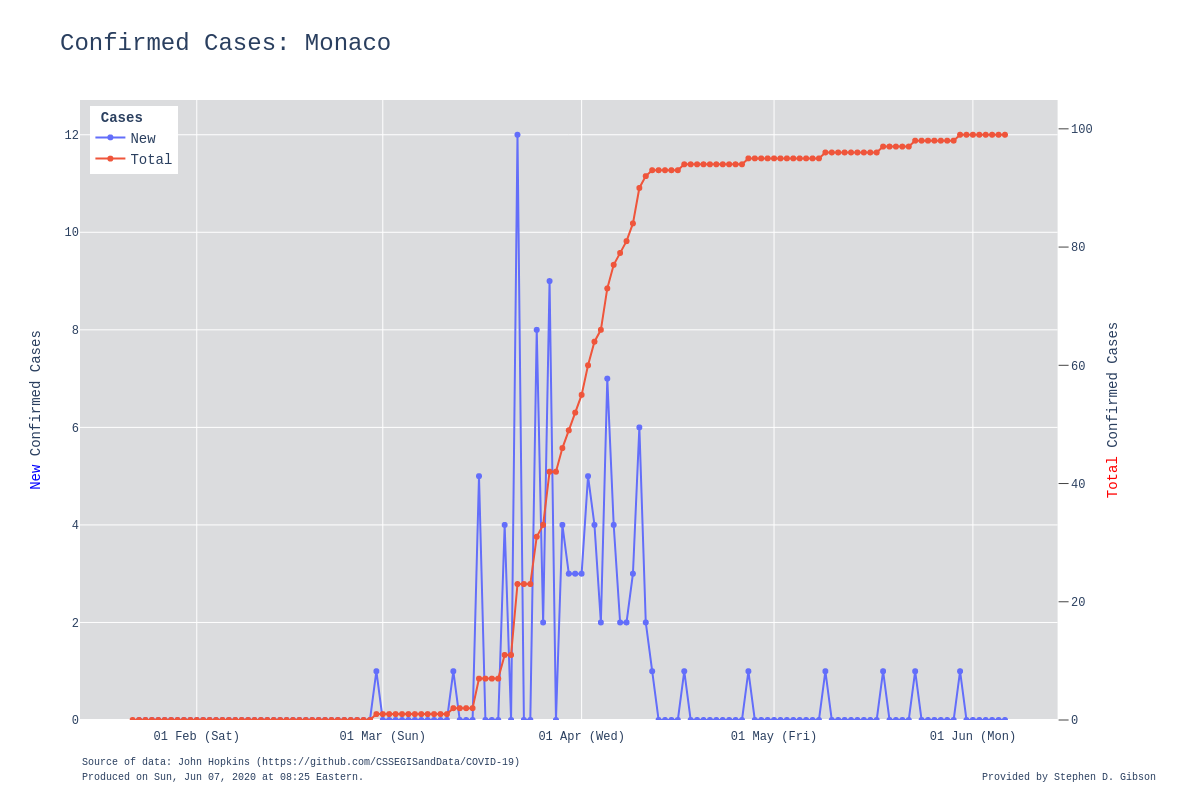 Confirmed Cases: Monaco
Cases
New
Total
12
10
8
6
4
2
0
100
80
60
40
20
0
New Confirmed Cases
Total Confirmed Cases
01 Feb (Sat)
01 Mar (Sun)
01 Apr (Wed)
01 May (Fri)
01 Jun (Mon)
Source of data: John Hopkins (https://github.com/CSSEGISandData/COVID-19)
Produced on Sun, Jun 07, 2020 at 08:25 Eastern.
Provided by Stephen D. Gibson